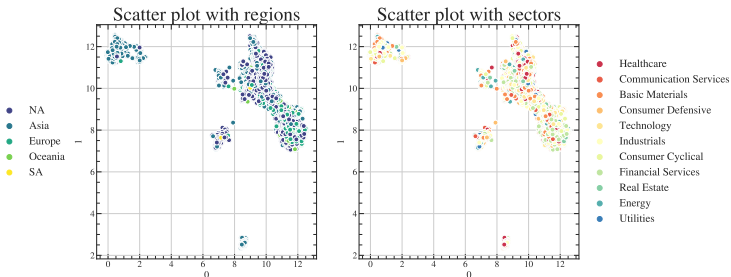 Scatter plot with regions
Scatter plot with sectors
12
10
8
6
4
2
0 2 4 6 8 10 12
0
1
NA
Asia
Europe
Oceania
SA
12
10
8
6
4
2
0 2 4 6 8 10 12
0
1
Healthcare
Communication Services
Basic Materials
Consumer Defensive
Technology
Industrials
Consumer Cyclical
Financial Services
Real Estate
Energy
Utilities